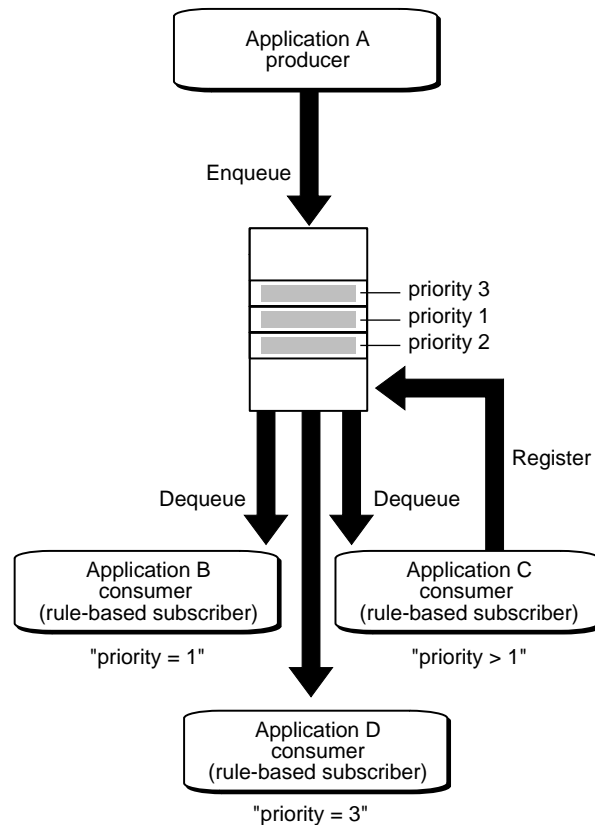 Application A
producer
Enqueue
priority 3
priority 1
priority 2
Register
Dequeue
Dequeue
Application B
consumer
(rule-based subscriber)
"priority = 1"
Application C
consumer
(rule-based subscriber)
"priority > 1"
Application D
consumer
(rule-based subscriber)
"priority = 3"